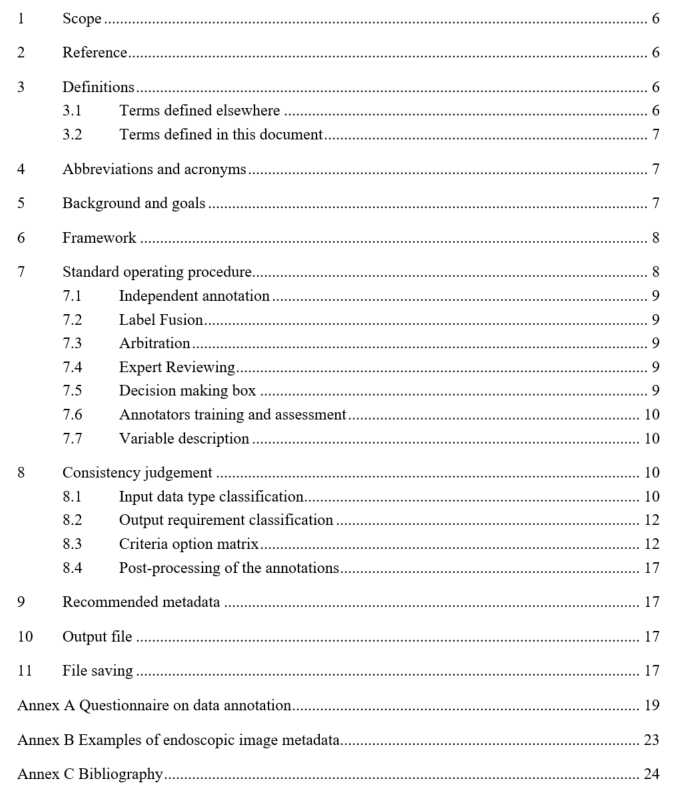 1 Scope ........ 6
2 Reference ........ 6
3 Definitions ........ 6
3.1 Terms defined elsewhere ........ 6
3.2 Terms defined in this document ........ 7
4 Abbreviations and acronyms ........ 7
5 Background and goals ........ 7
6 Framework ........ 8
7 Standard operating procedure ........ 8
7.1 Independent annotation ........ 9
7.2 Label Fusion ........ 9
7.3 Arbitration ........ 9
7.4 Expert Reviewing ........ 9
7.5 Decision making box ........ 9
7.6 Annotators training and assessment ........ 10
7.7 Variable description ........ 10
8 Consistency judgement ........ 10
8.1 Input data type classification ........ 10
8.2 Output requirement classification ........ 12
8.3 Criteria option matrix ........ 12
8.4 Post-processing of the annotations ........ 17
9 Recommended metadata ........ 17
10 Output file ........ 17
11 File saving ........ 17
Annex A Questionnaire on data annotation ........ 19
Annex B Examples of endoscopic image metadata ........ 23
Annex C Bibliography ........ 24